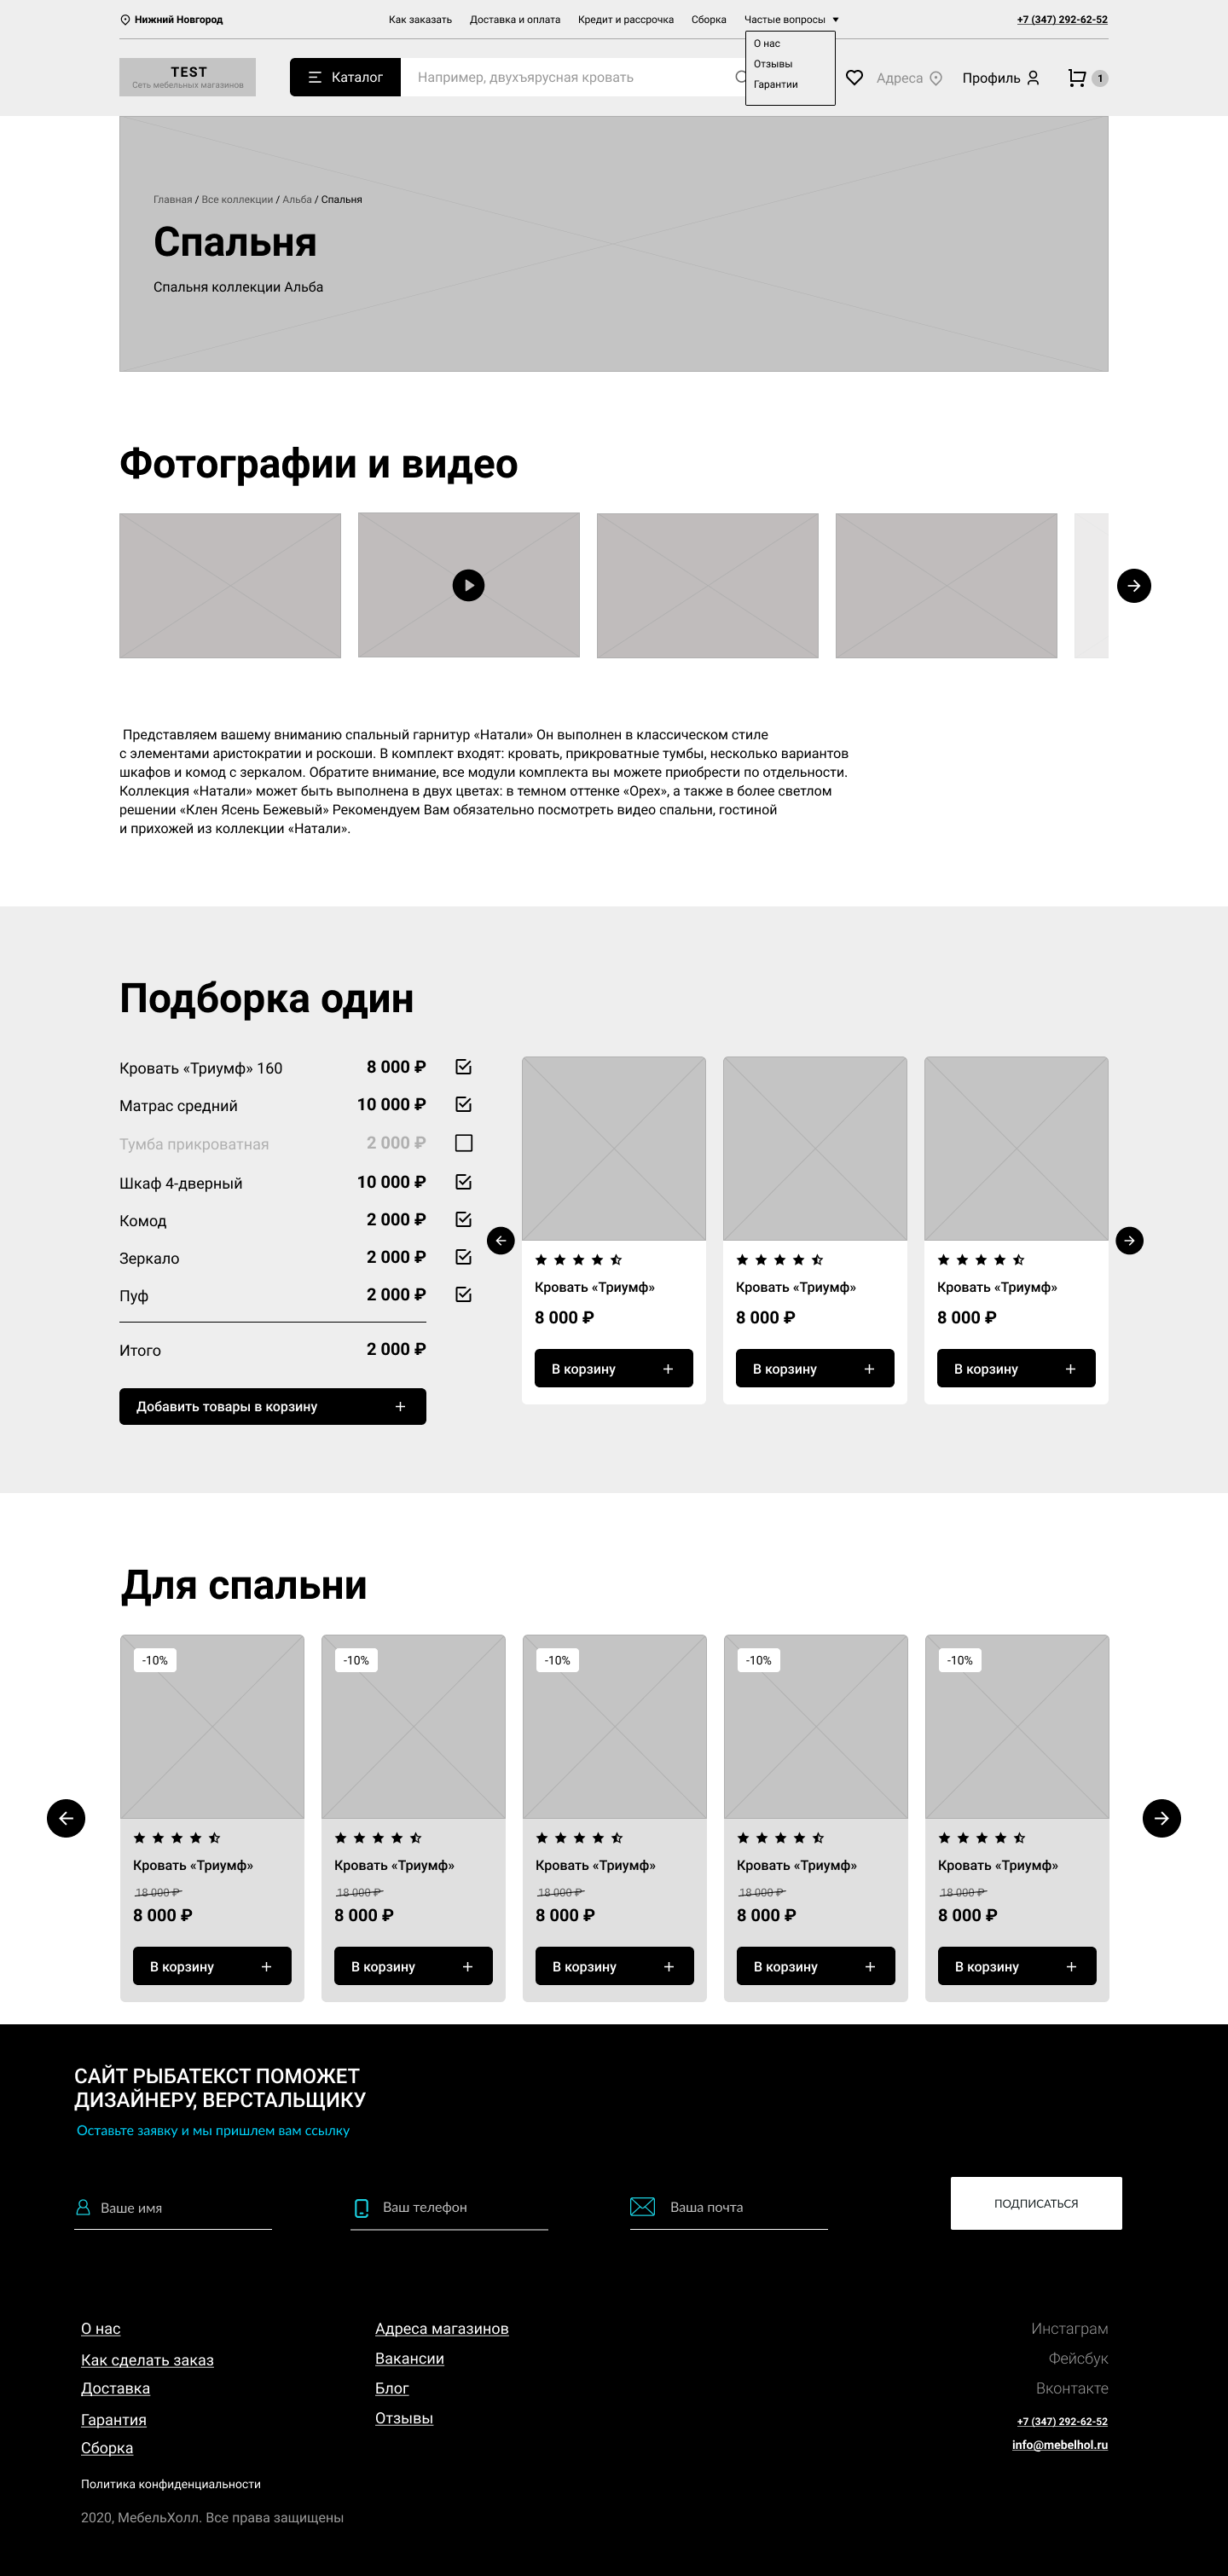 Нижний Новгород
Как заказать
Доставка и оплата
Кредит и рассрочка
Сборка
Частые вопросы
+7 (347) 292-62-52
О нас
Отзывы
Гарантии
TEST
Сеть мебельных магазинов
Каталог
Например, двухъярусная кровать
Адреса
Профиль
1
Главная / Все коллекции / Альба / Спальня
Спальня
Спальня коллекции Альба
Фотографии и видео
Представляем вашему вниманию спальный гарнитур «Натали» Он выполнен в классическом стиле
с элементами аристократии и роскоши. В комплект входят: кровать, прикроватные тумбы, несколько вариантов
шкафов и комод с зеркалом. Обратите внимание, все модули комплекта вы можете приобрести по отдельности.
Коллекция «Натали» может быть выполнена в двух цветах: в темном оттенке «Орех», а также в более светлом
решении «Клен Ясень Бежевый» Рекомендуем Вам обязательно посмотреть видео спальни, гостиной
и прихожей из коллекции «Натали».
Подборка один
Кровать «Триумф» 160 8 000 ₽
Матрас средний 10 000 ₽
Тумба прикроватная 2 000 ₽
Шкаф 4-дверный 10 000 ₽
Комод 2 000 ₽
Зеркало 2 000 ₽
Пуф 2 000 ₽
Итого 2 000 ₽
Добавить товары в корзину +
Кровать «Триумф»
8 000 ₽
В корзину +
Кровать «Триумф»
8 000 ₽
В корзину +
Кровать «Триумф»
8 000 ₽
В корзину +
Для спальни
-10%
Кровать «Триумф»
18 000 ₽
8 000 ₽
В корзину +
-10%
Кровать «Триумф»
18 000 ₽
8 000 ₽
В корзину +
-10%
Кровать «Триумф»
18 000 ₽
8 000 ₽
В корзину +
-10%
Кровать «Триумф»
18 000 ₽
8 000 ₽
В корзину +
-10%
Кровать «Триумф»
18 000 ₽
8 000 ₽
В корзину +
САЙТ РЫБАТЕКСТ ПОМОЖЕТ
ДИЗАЙНЕРУ, ВЕРСТАЛЬЩИКУ
Оставьте заявку и мы пришлем вам ссылку
Ваше имя
Ваш телефон
Ваша почта
ПОДПИСАТЬСЯ
О нас
Как сделать заказ
Доставка
Гарантия
Сборка
Адреса магазинов
Вакансии
Блог
Отзывы
Инстаграм
Фейсбук
Вконтакте
+7 (347) 292-62-52
info@mebelhol.ru
Политика конфиденциальности
2020, МебельХолл. Все права защищены